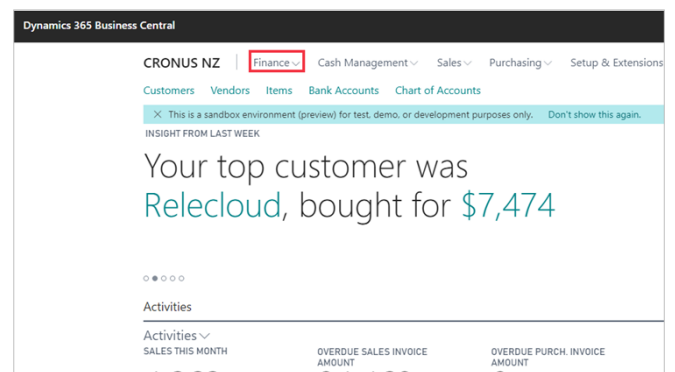 Dynamics 365 Business Central
CRONUS NZ Finance Cash Management Sales Purchasing Setup & Extensions
Customers Vendors Items Bank Accounts Chart of Accounts
This is a sandbox environment (preview) for test, demo, or development purposes only. Don't show this again.
INSIGHT FROM LAST WEEK
Your top customer was
Relecloud, bought for $7,474
Activities
Activities
SALES THIS MONTH OVERDUE SALES INVOICE AMOUNT OVERDUE PURCH. INVOICE AMOUNT